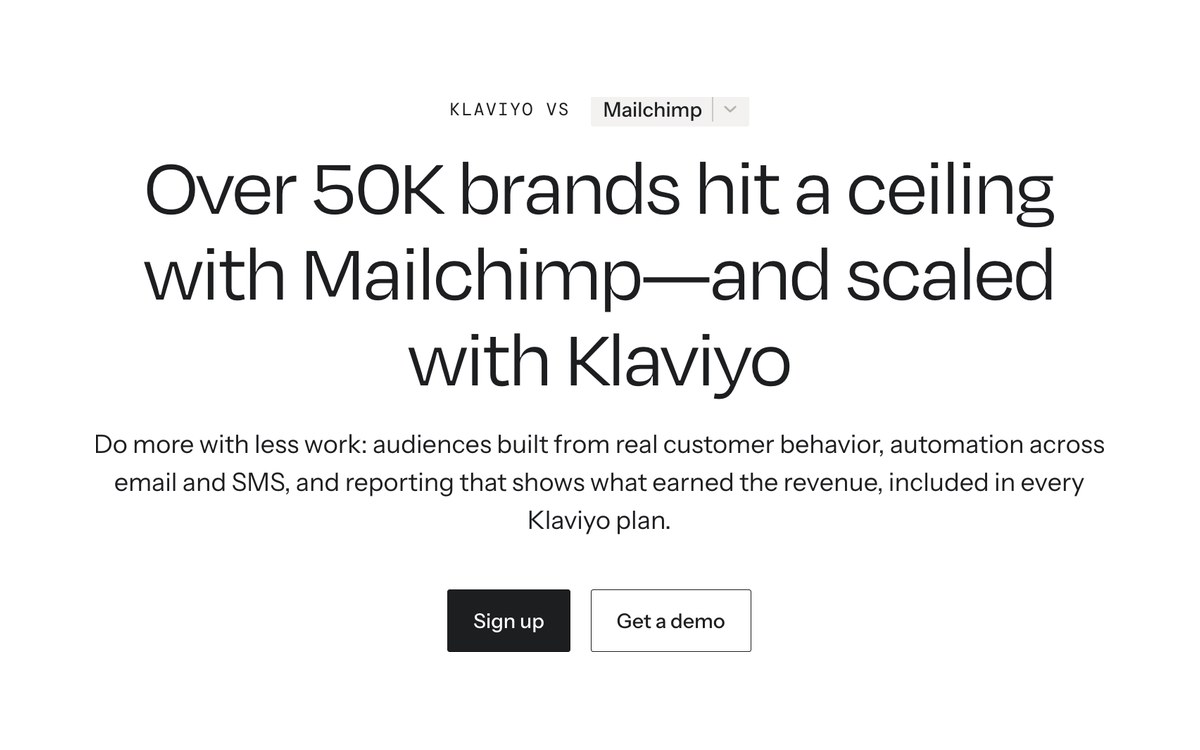 KLAVIYO VS Mailchimp
Over 50K brands hit a ceiling
with Mailchimp—and scaled
with Klaviyo
Do more with less work: audiences built from real customer behavior, automation across
email and SMS, and reporting that shows what earned the revenue, included in every
Klaviyo plan.
Sign up Get a demo